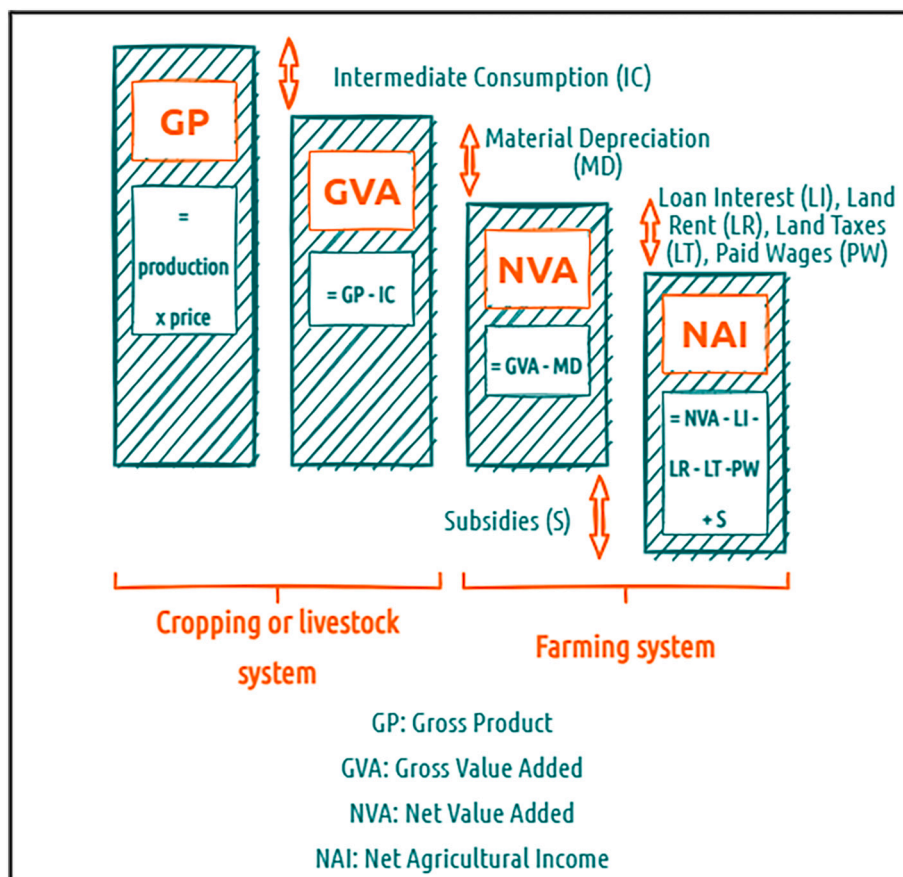 GP
=
production
x price
Intermediate Consumption (IC)
GVA
= GP - IC
Material Depreciation
(MD)
NVA
= GVA - MD
Loan Interest (LI), Land
Rent (LR), Land Taxes
(LT), Paid Wages (PW)
NAI
= NVA - LI -
LR - LT -PW
+ S
Subsidies (S)
Cropping or livestock
system
Farming system
GP: Gross Product
GVA: Gross Value Added
NVA: Net Value Added
NAI: Net Agricultural Income